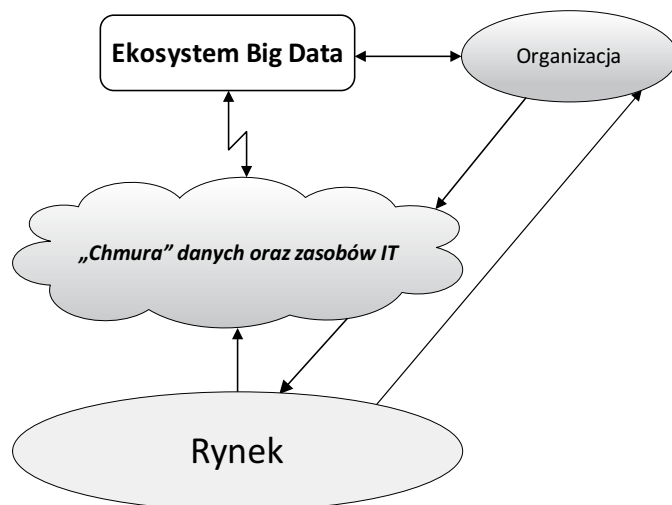 Ekosystem Big Data
Organizacja
„Chmura” danych oraz zasobów IT
Rynek